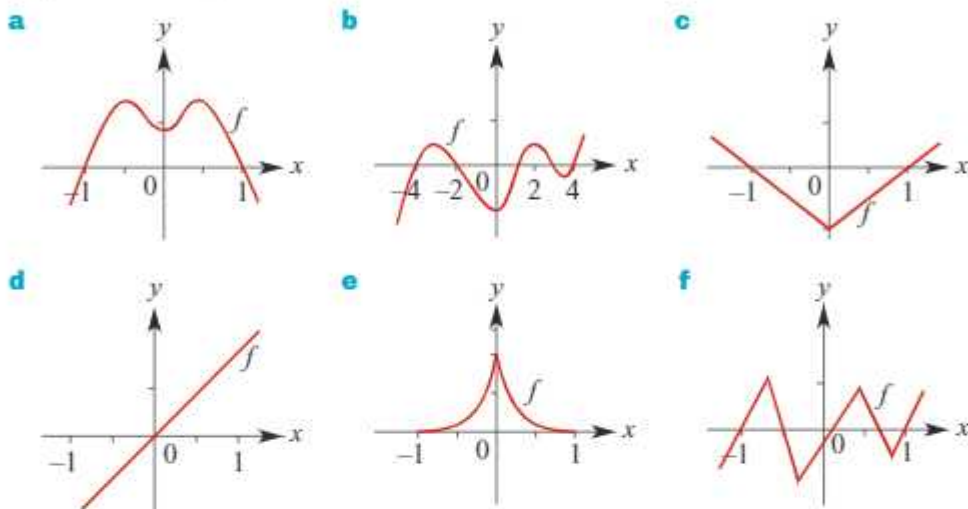 a b c
y y y
f f
x x x
-1 0 1 -4 -2 0 2 4 -1 0 1
f
d e f
y y y
f f f
x x x
-1 0 1 -1 0 1 -1 0 1